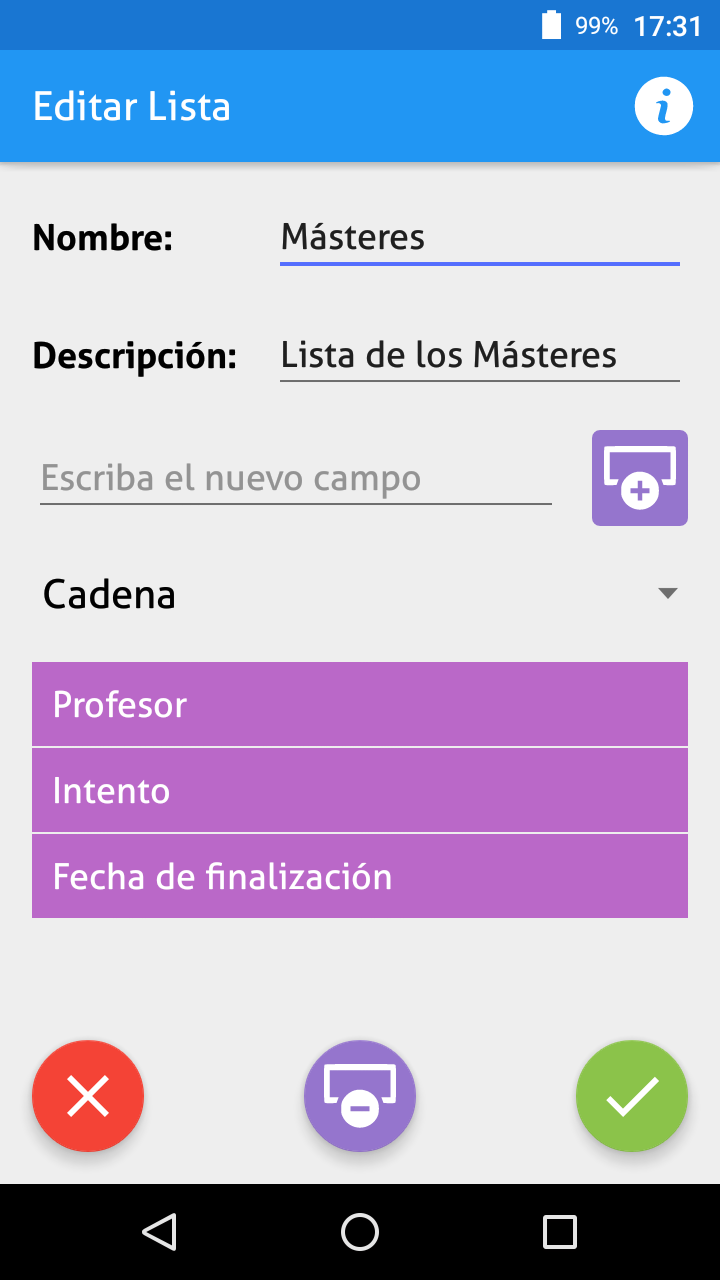 99% 17:31
Editar Lista
Nombre: Másteres
Descripción: Lista de los Másteres
Escriba el nuevo campo
Cadena
Profesor
Intento
Fecha de finalización